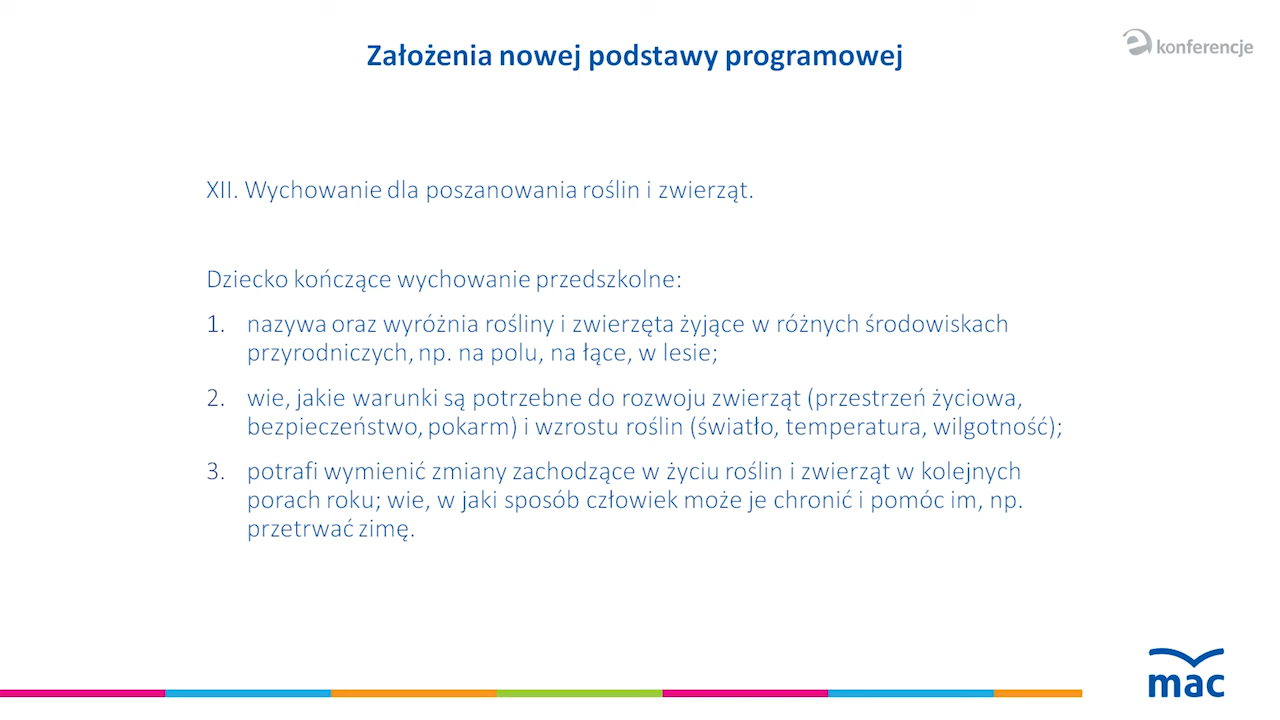 Założenia nowej podstawy programowej
e konferencje
XII. Wychowanie dla poszanowania roślin i zwierząt.
Dziecko kończące wychowanie przedszkolne:
1. nazywa oraz wyróżnia rośliny i zwierzęta żyjące w różnych środowiskach
przyrodniczych, np. na polu, na łące, w lesie;
2. wie, jakie warunki są potrzebne do rozwoju zwierząt (przestrzeń życiowa,
bezpieczeństwo, pokarm) i wzrostu roślin (światło, temperatura, wilgotność);
3. potrafi wymienić zmiany zachodzące w życiu roślin i zwierząt w kolejnych
porach roku; wie, w jaki sposób człowiek może je chronić i pomóc im, np.
przetrwać zimę.
mac